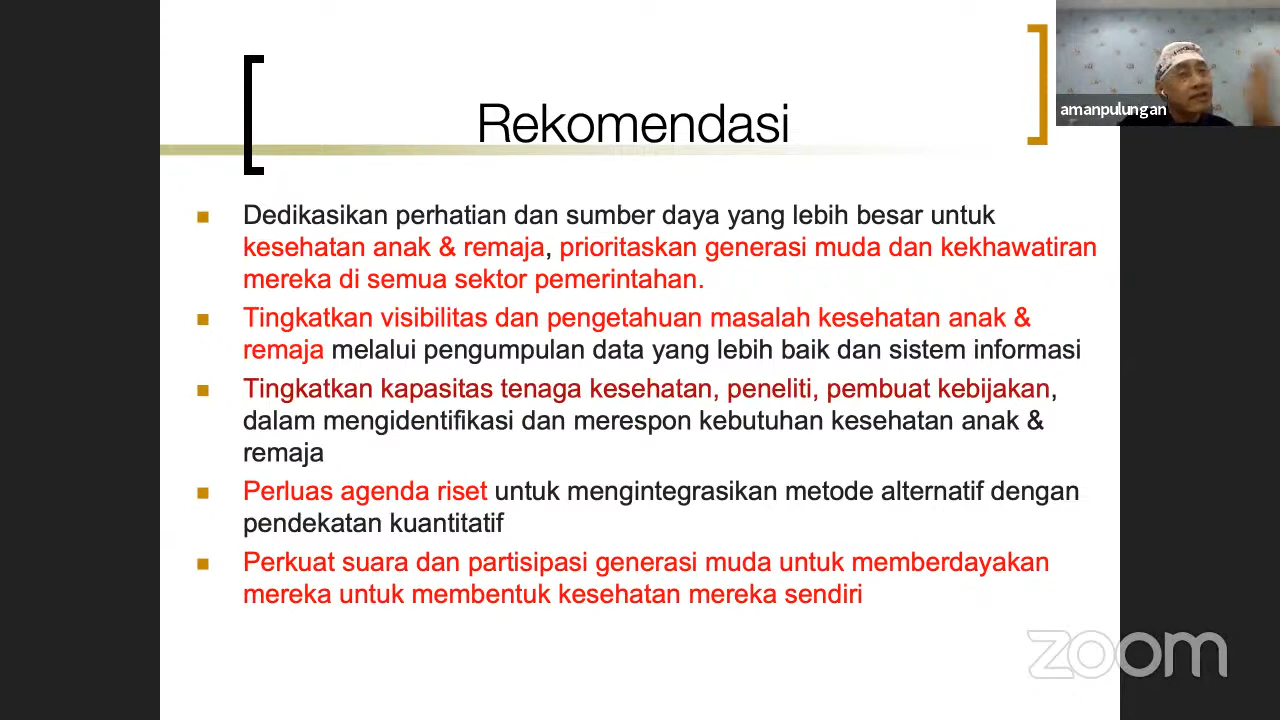 Rekomendasi
amanpulungan
Dedikasikan perhatian dan sumber daya yang lebih besar untuk
kesehatan anak & remaja, prioritaskan generasi muda dan kekhawatiran
mereka di semua sektor pemerintahan.
Tingkatkan visibilitas dan pengetahuan masalah kesehatan anak &
remaja melalui pengumpulan data yang lebih baik dan sistem informasi
Tingkatkan kapasitas tenaga kesehatan, peneliti, pembuat kebijakan,
dalam mengidentifikasi dan merespon kebutuhan kesehatan anak &
remaja
Perluas agenda riset untuk mengintegrasikan metode alternatif dengan
pendekatan kuantitatif
Perkuat suara dan partisipasi generasi muda untuk memberdayakan
mereka untuk membentuk kesehatan mereka sendiri
zoom